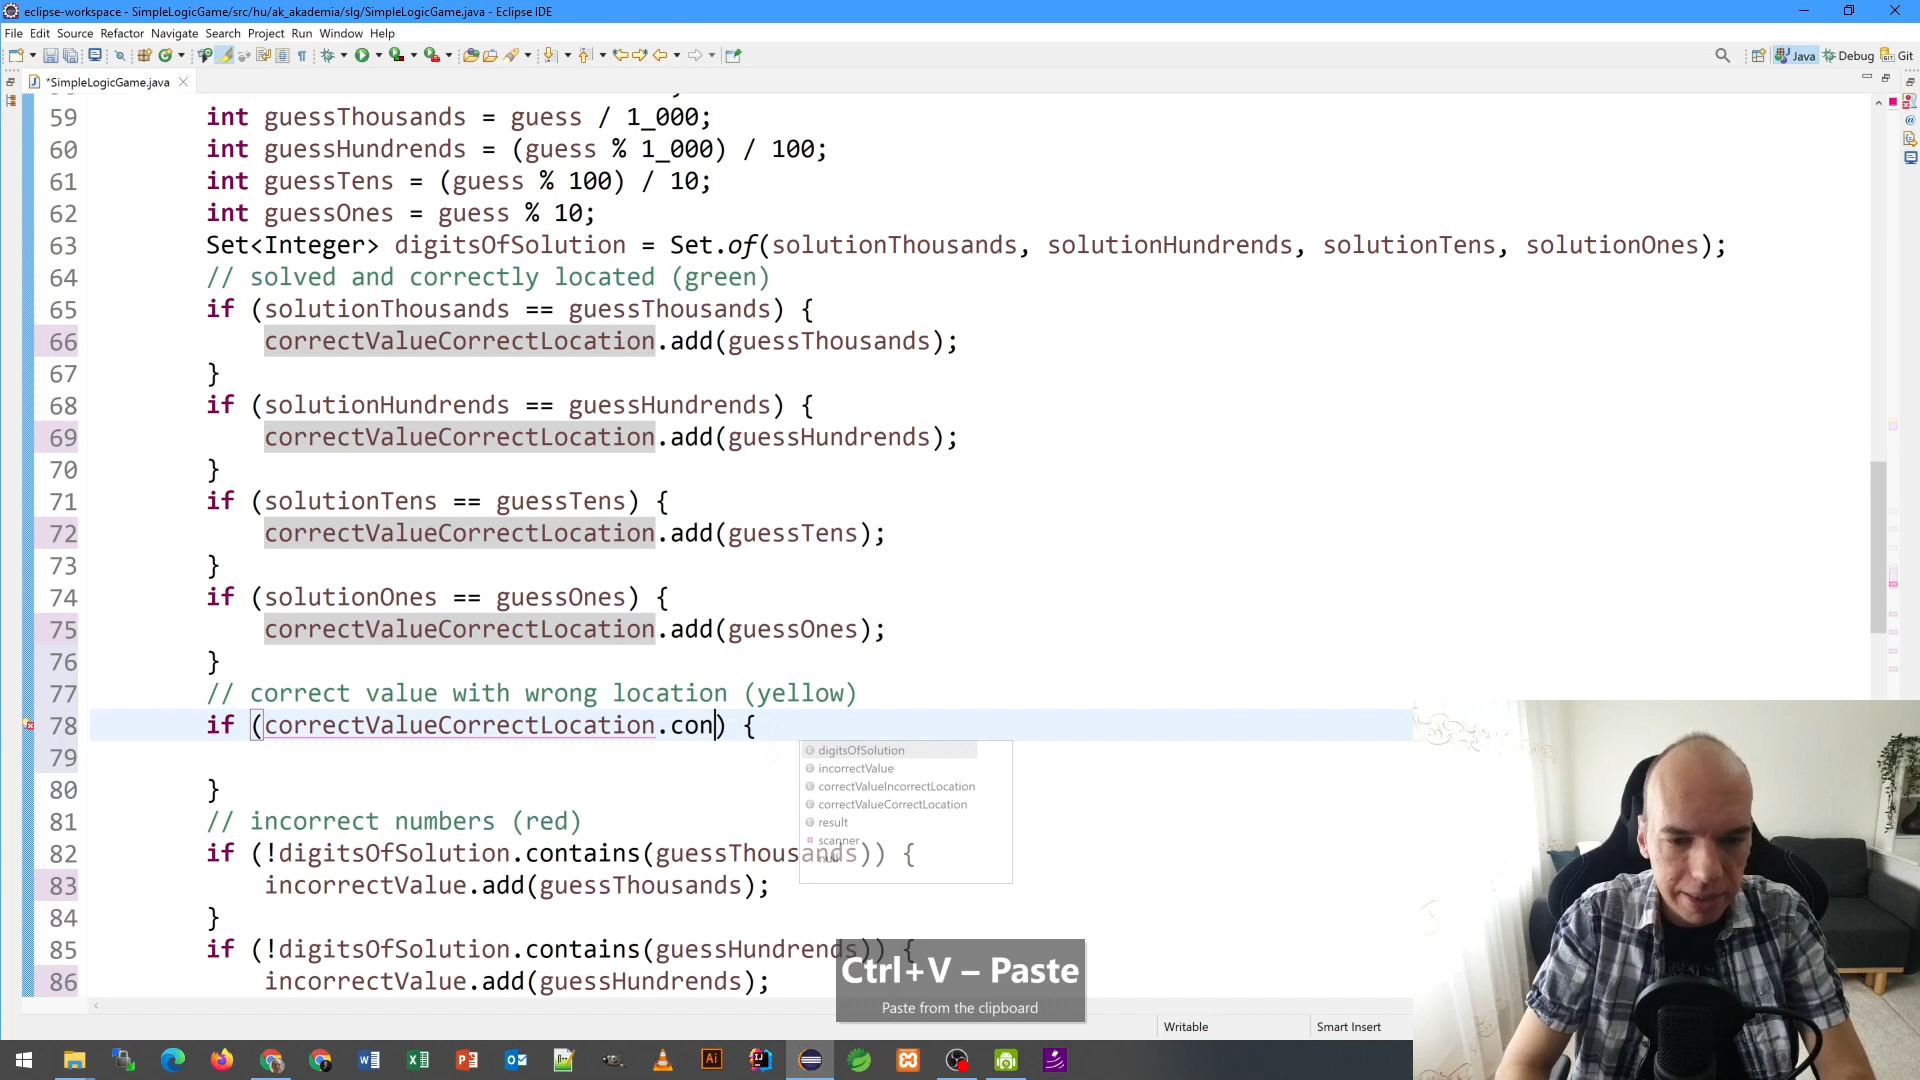 eclipse-workspace - SimpleLogicGame/src/hu/ak_akademia/slg/SimpleLogicGame.java - Eclipse IDE
File Edit Source Refactor Navigate Search Project Run Window Help
Java Debug Git
*SimpleLogicGame.java
59 int guessThousands = guess / 1_000;
60 int guessHundrends = (guess % 1_000) / 100;
61 int guessTens = (guess % 100) / 10;
62 int guessOnes = guess % 10;
63 Set<Integer> digitsOfSolution = Set.of(solutionThousands, solutionHundrends, solutionTens, solutionOnes);
64 // solved and correctly located (green)
65 if (solutionThousands == guessThousands) {
66 correctValueCorrectLocation.add(guessThousands);
67 }
68 if (solutionHundrends == guessHundrends) {
69 correctValueCorrectLocation.add(guessHundrends);
70 }
71 if (solutionTens == guessTens) {
72 correctValueCorrectLocation.add(guessTens);
73 }
74 if (solutionOnes == guessOnes) {
75 correctValueCorrectLocation.add(guessOnes);
76 }
77 // correct value with wrong location (yellow)
78 if (correctValueCorrectLocation.con) {
79
80 }
81 // incorrect numbers (red)
82 if (!digitsOfSolution.contains(guessThousands)) {
83 incorrectValue.add(guessThousands);
84 }
85 if (!digitsOfSolution.contains(guessHundrends)) {
86 incorrectValue.add(guessHundrends);
digitsOfSolution
incorrectValue
correctValueIncorrectLocation
correctValueCorrectLocation
result
scanner
null
Ctrl+V – Paste
Paste from the clipboard
Writable
Smart Insert